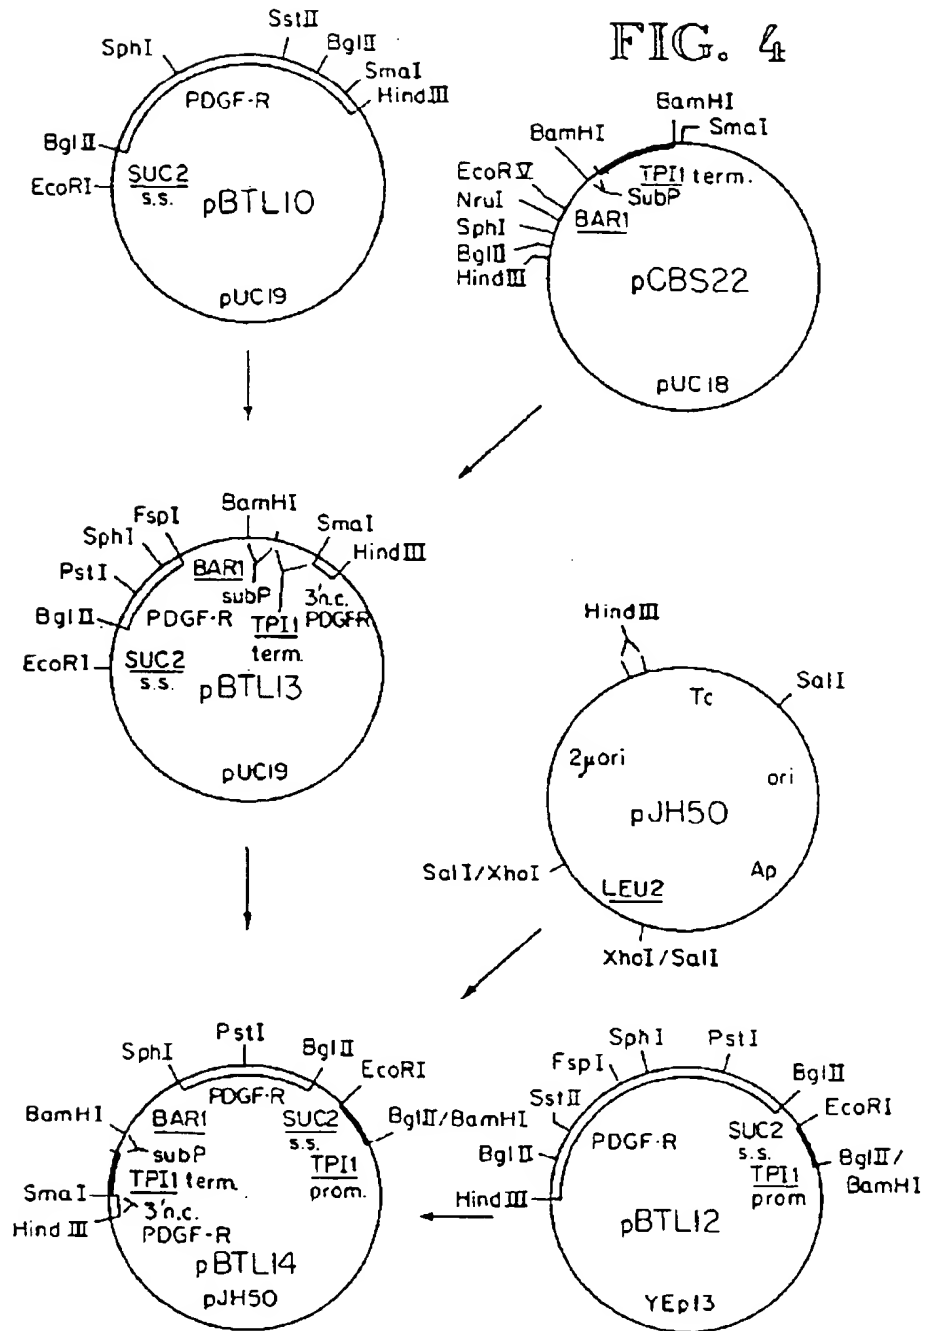 FIG. 4
SstII
BglII
SphI
SmaI
HindIII
PDGF-R
BglII
EcoRI
SUC2
s.s.
pBTL10
pUC19
BamHI
SmaI
BamHI
EcoRV
TPI1 term.
SubP
NruI
BAR1
SphI
BglII
HindIII
pCBS22
pUC18
BamHI
FspI
SmaI
SphI
HindIII
BAR1
PstI
subP
3'n.c.
BglII
PDGF-R
TPI1
PDGFR
term.
EcoRI
SUC2
s.s.
pBTL13
pUC19
HindIII
SalI
Tc
2μori
ori
pJH50
SalI/XhoI
Ap
LEU2
XhoI/SalI
PstI
SphI
BglII
EcoRI
PDGF-R
BamHI
BAR1
SUC2
BglII/BamHI
s.s.
subP
TPI1
prom.
SmaI
TPI1 term.
3'n.c.
HindIII
PDGF-R
pBTL14
pJH50
SphI
PstI
FspI
BglII
SstII
EcoRI
PDGF-R
SUC2
s.s.
BglII
TPI1
BglII/
BamHI
prom.
HindIII
pBTL12
YEp13